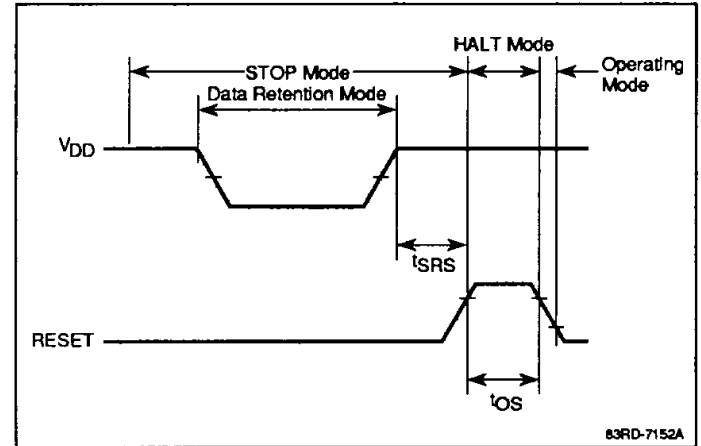 HALT Mode
STOP Mode
Operating
Mode
Data Retention Mode
VDD
tSRS
RESET
tOS
83RD-7152A